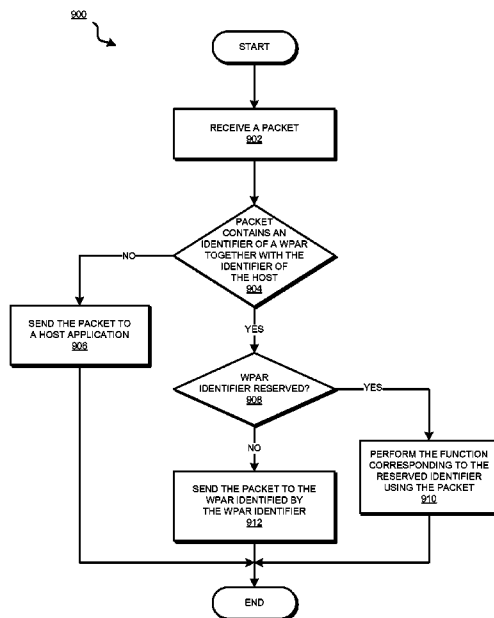 900
START
RECEIVE A PACKET
902
PACKET
CONTAINS AN
IDENTIFIER OF A WPAR
TOGETHER WITH THE
IDENTIFIER OF
THE HOST
904
NO
SEND THE PACKET TO
A HOST APPLICATION
906
YES
WPAR
IDENTIFIER RESERVED?
908
YES
NO
PERFORM THE FUNCTION
CORRESPONDING TO THE
RESERVED IDENTIFIER
USING THE PACKET
910
SEND THE PACKET TO THE
WPAR IDENTIFIED BY
THE WPAR IDENTIFIER
912
END